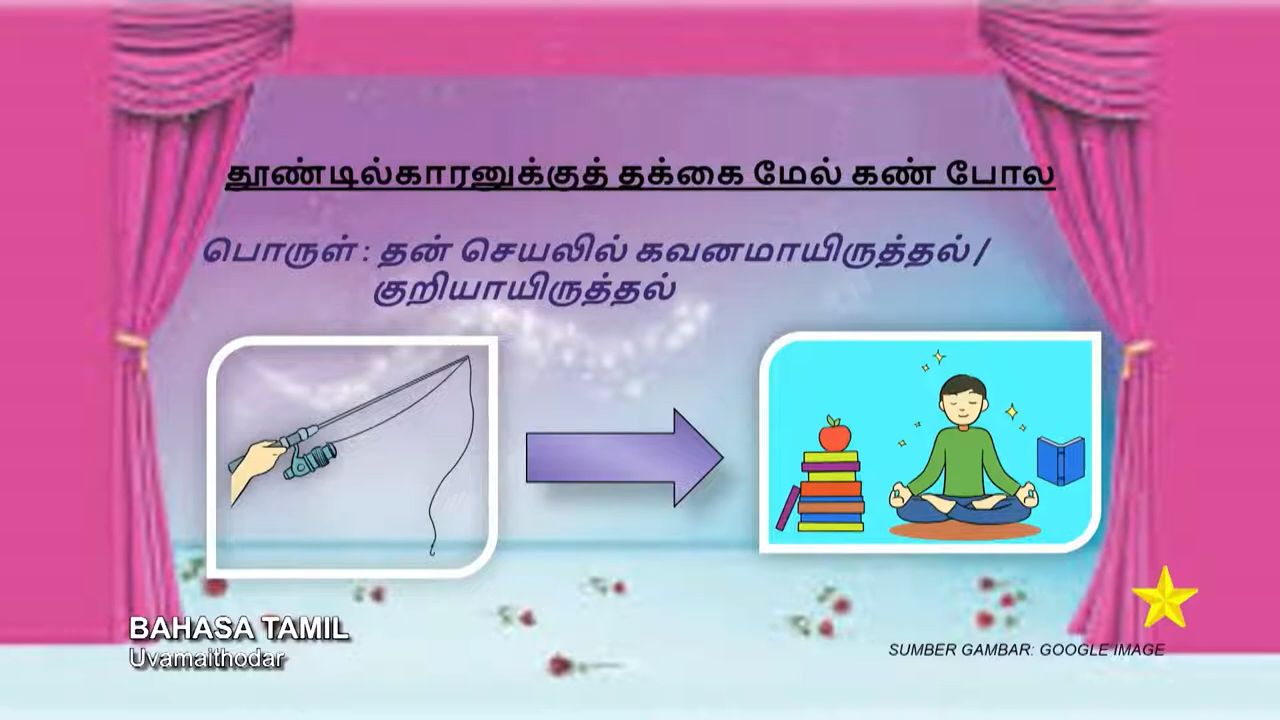 தூண்டில்காரனுக்குத் தக்கை மேல் கண் போல
பொருள் : தன் செயலில் கவனமாயிருத்தல் /
குறியாயிருத்தல்
BAHASA TAMIL
Uvamaithodar
SUMBER GAMBAR: GOOGLE IMAGE